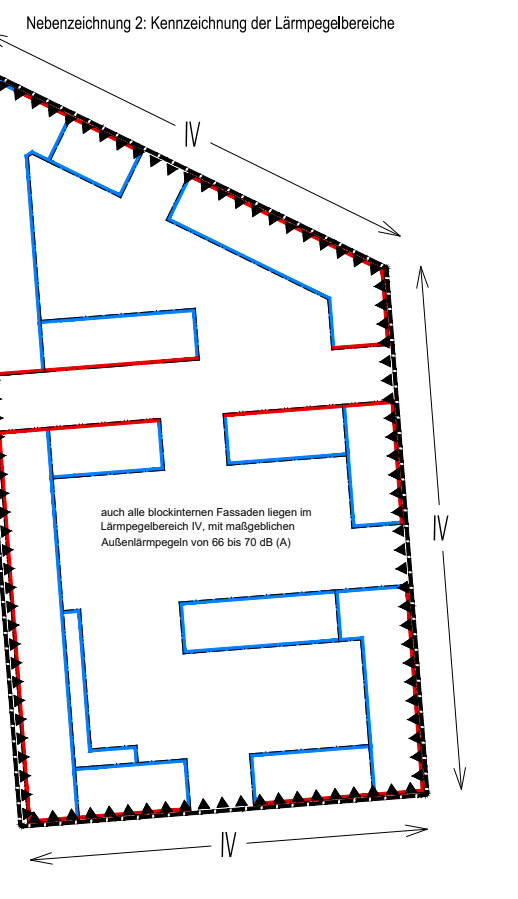 Nebenzeichnung 2: Kennzeichnung der Lärmpegelbereiche
IV
auch alle blockinternen Fassaden liegen im
Lärmpegelbereich IV, mit maßgeblichen
Außenlärmpegeln von 66 bis 70 dB (A)
IV
IV